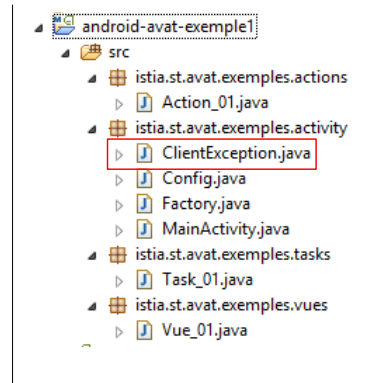 android-avat-exemple1
src
istia.st.avat.exemples.actions
Action_01.java
istia.st.avat.exemples.activity
ClientException.java
Config.java
Factory.java
MainActivity.java
istia.st.avat.exemples.tasks
Task_01.java
istia.st.avat.exemples.vues
Vue_01.java